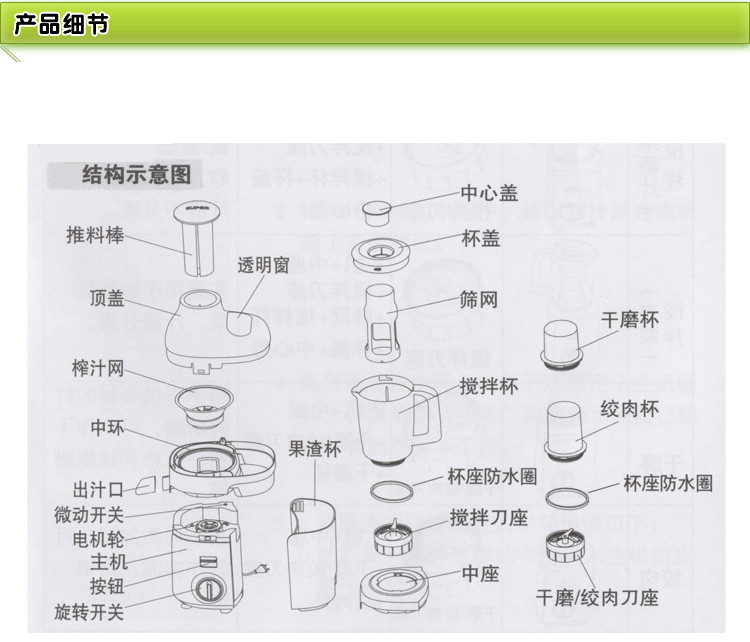 产品细节
结构示意图
SUPOR
推料棒
透明窗
顶盖
榨汁网
中环
出汁口
微动开关
电机轮
主机
按钮
旋转开关
果渣杯
中心盖
杯盖
筛网
搅拌杯
杯座防水圈
搅拌刀座
中座
干磨杯
绞肉杯
杯座防水圈
干磨/绞肉刀座